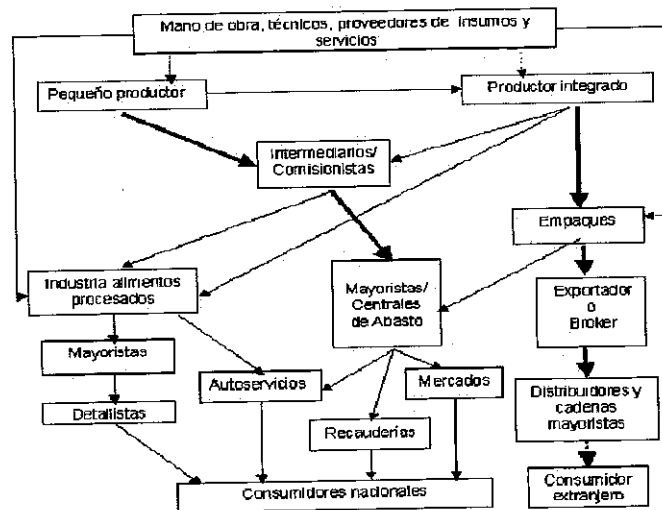 Mano de obra, técnicos, proveedores de insumos y
servicios
Pequeño productor
Productor integrado
Intermediarios/
Comisionistas
Empaques
Industria alimentos
procesados
Mayoristas/
Centrales
de Abasto
Exportador
o
Broker
Mayoristas
Autoservicios
Mercados
Detallistas
Recauderías
Distribuidores y
cadenas
mayoristas
Consumidores nacionales
Consumidor
extranjero